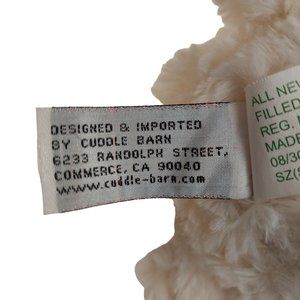 DESIGNED & IMPORTED
BY CUDDLE BARN
6233 RANDOLPH STREET,
COMMERCE, CA 90040
www.cuddle-barn.com
ALL NEW
FILLED
REG. 
MADE
08/30
SZ(S